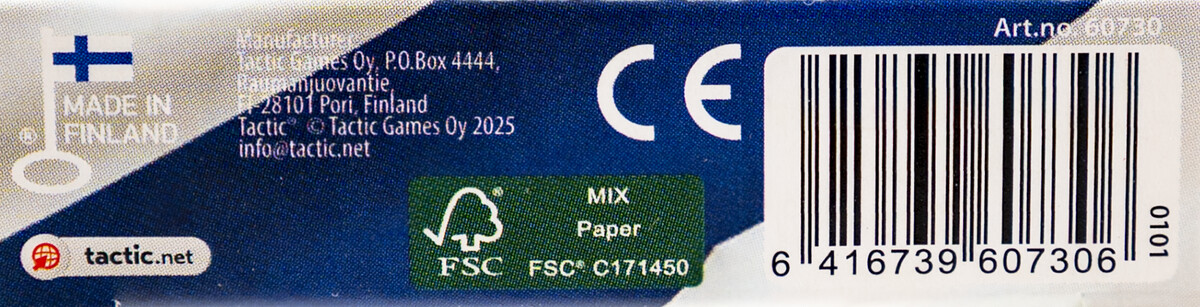 Art.no. 60730
Manufacturer:
Tactic Games Oy, P.O.Box 4444,
Raumanjuovantie,
FI-28101 Pori, Finland
Tactic® © Tactic Games Oy 2025
info@tactic.net
MADE IN
® FINLAND
CE
MIX
Paper
FSC® C171450
® FSC
tactic.net
6 416739 607306
0101